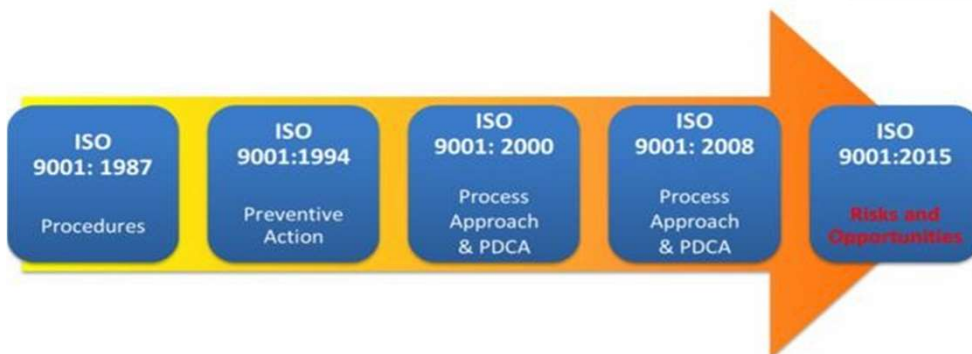 ISO
9001: 1987
Procedures
ISO
9001:1994
Preventive
Action
ISO
9001: 2000
Process
Approach
& PDCA
ISO
9001: 2008
Process
Approach
& PDCA
ISO
9001:2015
Risks and
Opportunities